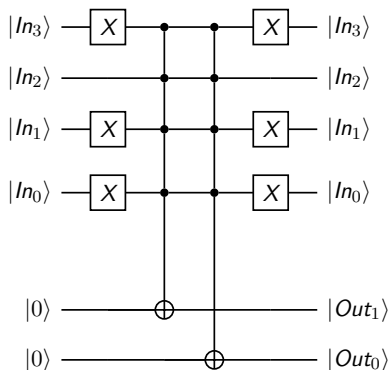 |In₃⟩ X X |In₃⟩
|In₂⟩ |In₂⟩
|In₁⟩ X X |In₁⟩
|In₀⟩ X X |In₀⟩
|0⟩ |Out₁⟩
|0⟩ |Out₀⟩